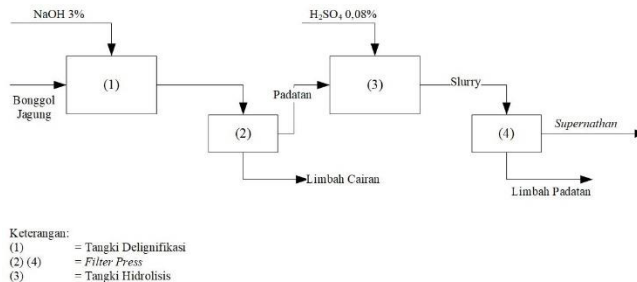 NaOH 3%
H₂SO₄ 0,08%
(1)
Bonggol
Jagung
(2)
Padatan
(3)
Slurry
(4)
Supernathan
Limbah Cairan
Limbah Padatan
Keterangan:
(1) = Tangki Delignifikasi
(2) (4) = Filter Press
(3) = Tangki Hidrolisis